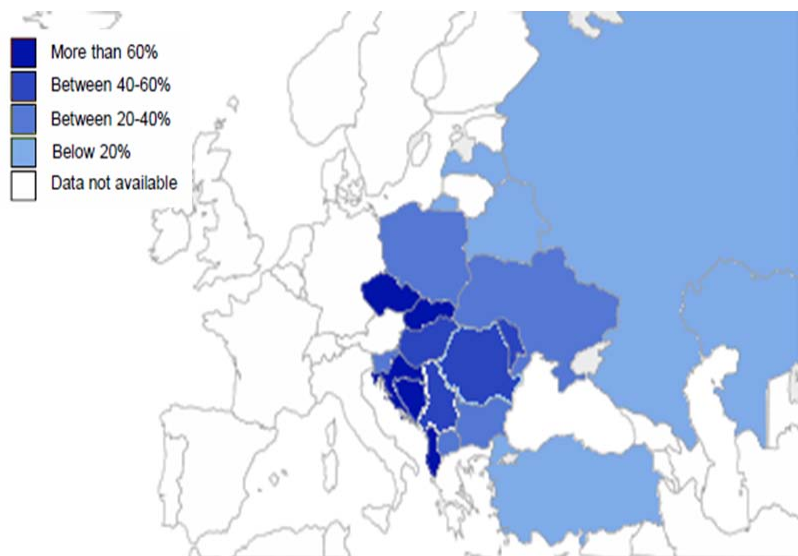 More than 60%
Between 40-60%
Between 20-40%
Below 20%
Data not available